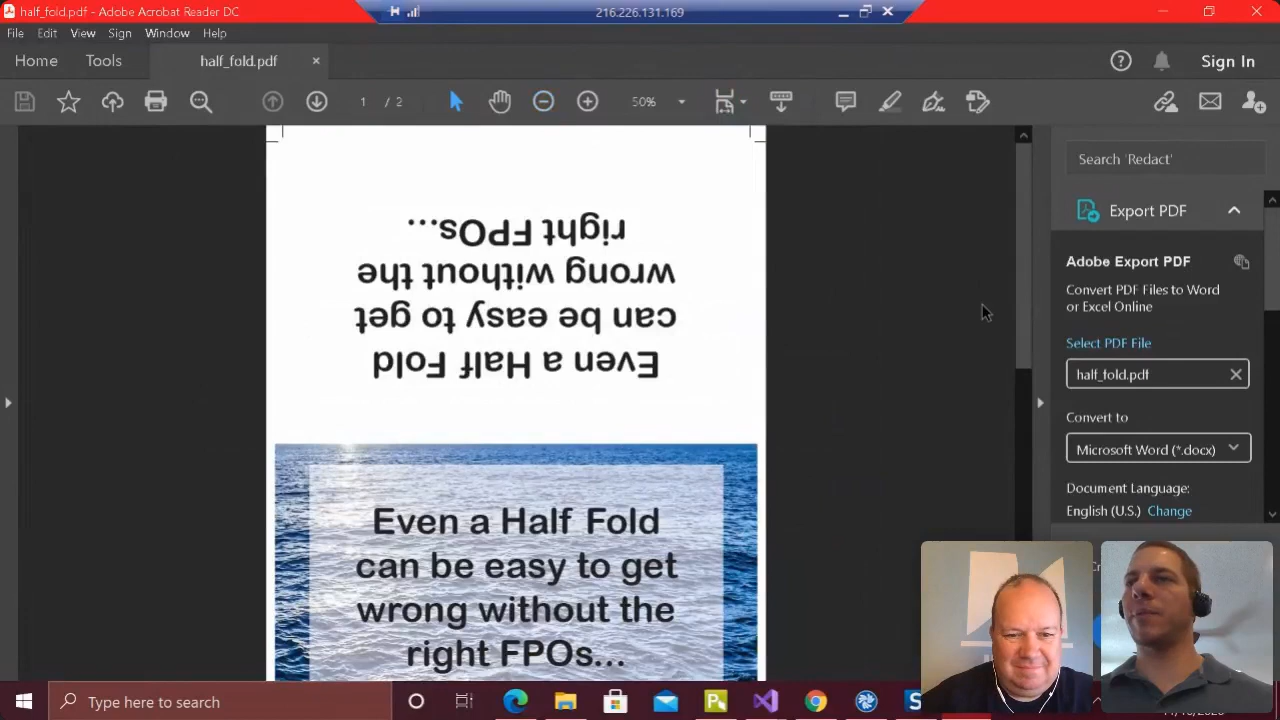 half_fold.pdf - Adobe Acrobat Reader DC
216.226.131.169
File Edit View Sign Window Help
Home Tools half_fold.pdf
Sign In
1 / 2
50%
Search 'Redact'
Export PDF
Adobe Export PDF
Convert PDF Files to Word
or Excel Online
Select PDF File
half_fold.pdf
Convert to
Microsoft Word (*.docx)
Document Language:
English (U.S.) Change
Even a Half Fold
can be easy to get
wrong without the
right FPOs...
Even a Half Fold
can be easy to get
wrong without the
right FPOs...
Type here to search